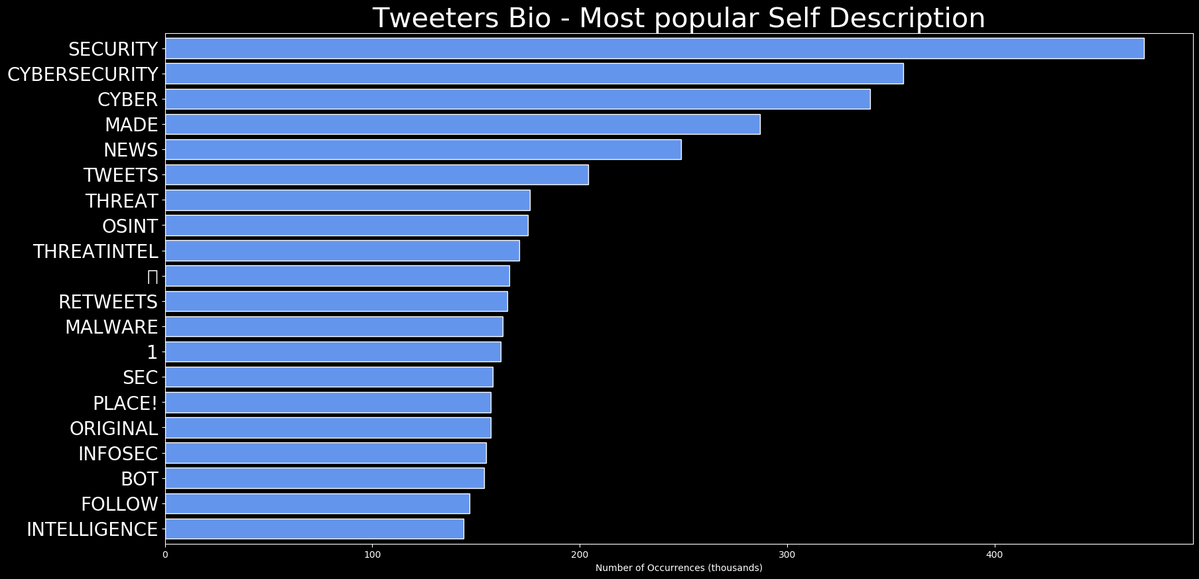 Tweeters Bio - Most popular Self Description
SECURITY
CYBERSECURITY
CYBER
MADE
NEWS
TWEETS
THREAT
OSINT
THREATINTEL
RETWEETS
MALWARE
1
SEC
PLACE!
ORIGINAL
INFOSEC
BOT
FOLLOW
INTELLIGENCE
0 100 200 300 400
Number of Occurrences (thousands)